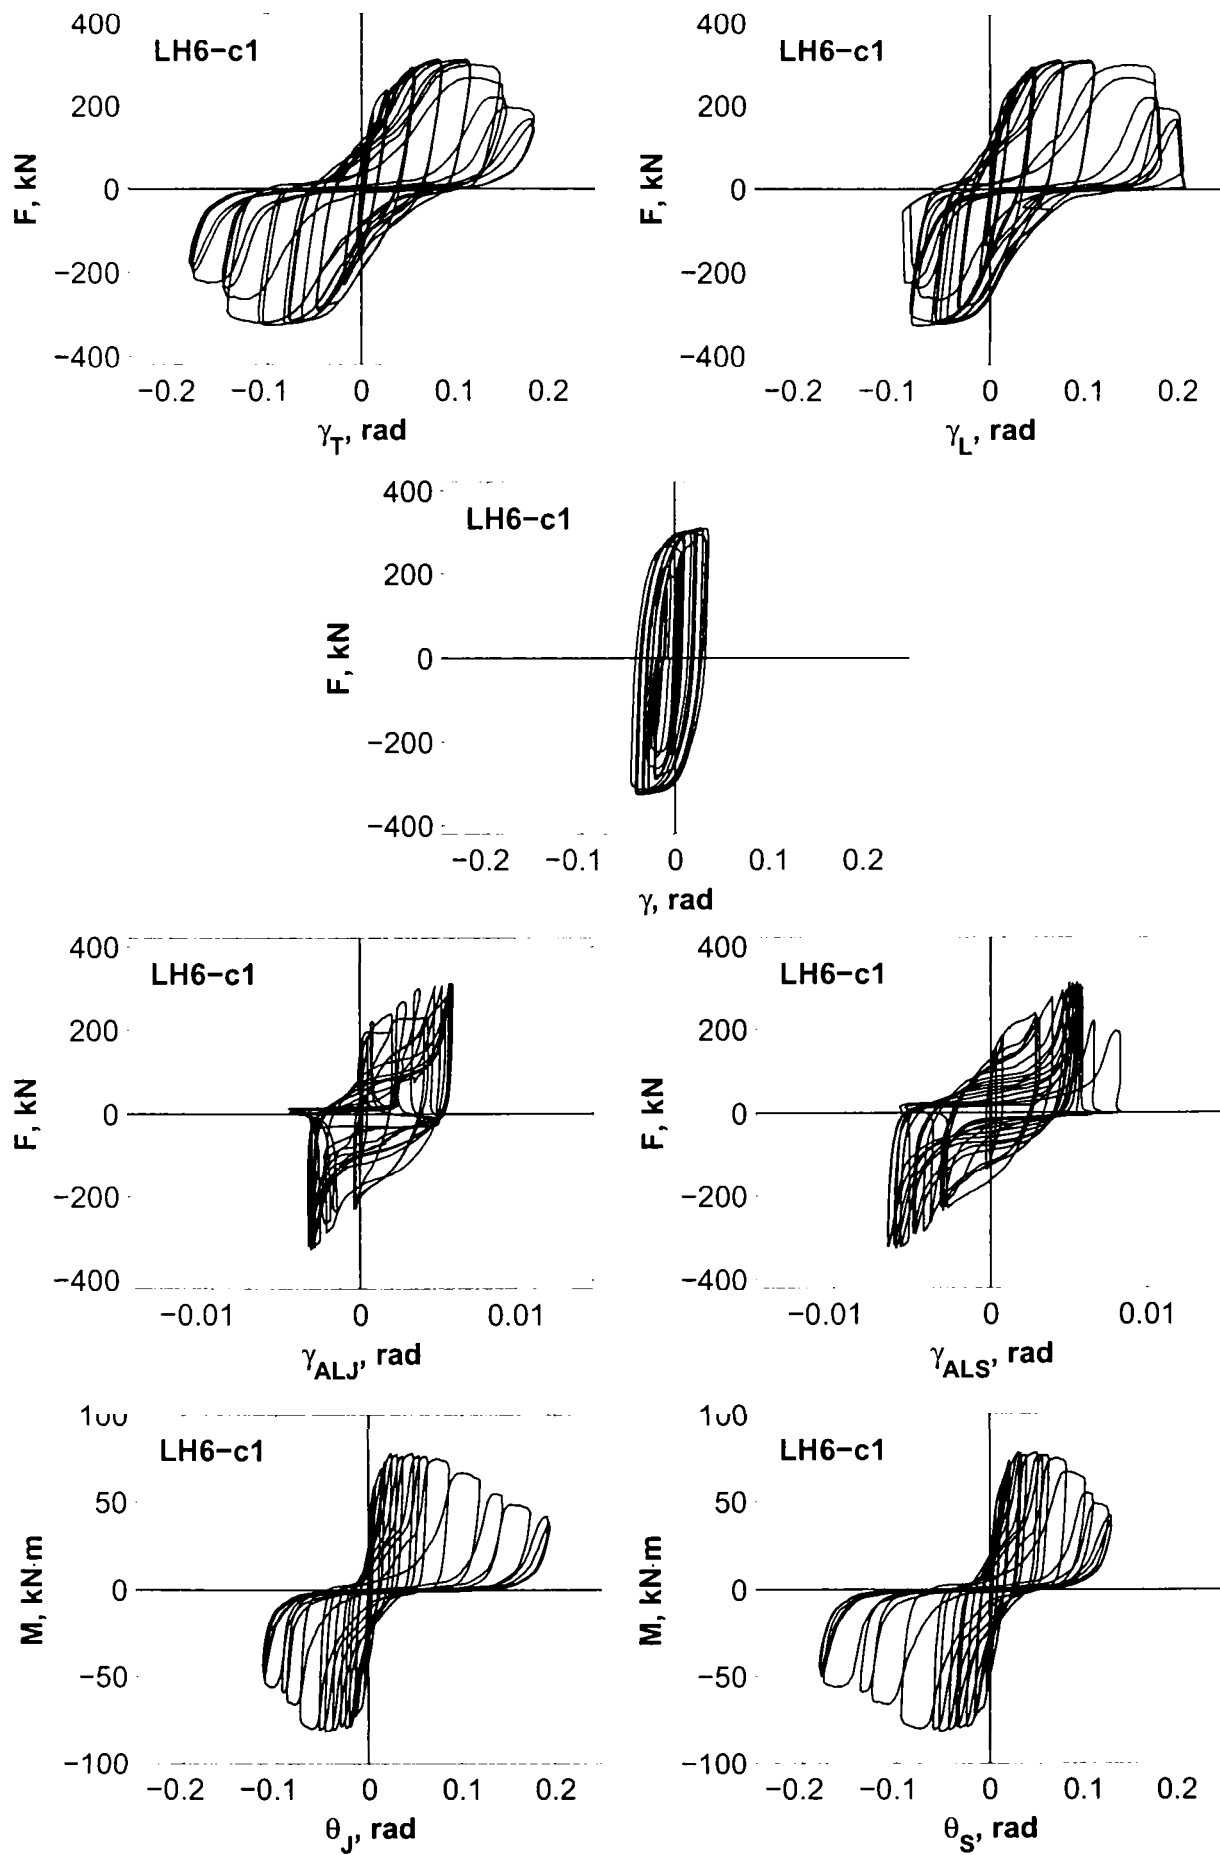 400
LH6−c1
200
0
−200
−400
F, kN
−0.2 −0.1 0 0.1 0.2
γT, rad
400
LH6−c1
200
0
−200
−400
F, kN
−0.2 −0.1 0 0.1 0.2
γL, rad
400
LH6−c1
200
0
−200
−400
F, kN
−0.2 −0.1 0 0.1 0.2
γ, rad
400
LH6−c1
200
0
−200
−400
F, kN
−0.01 0 0.01
γALJ, rad
400
LH6−c1
200
0
−200
−400
F, kN
−0.01 0 0.01
γALS, rad
100
LH6−c1
50
0
−50
−100
M, kN·m
−0.2 −0.1 0 0.1 0.2
θJ, rad
100
LH6−c1
50
0
−50
−100
M, kN·m
−0.2 −0.1 0 0.1 0.2
θS, rad